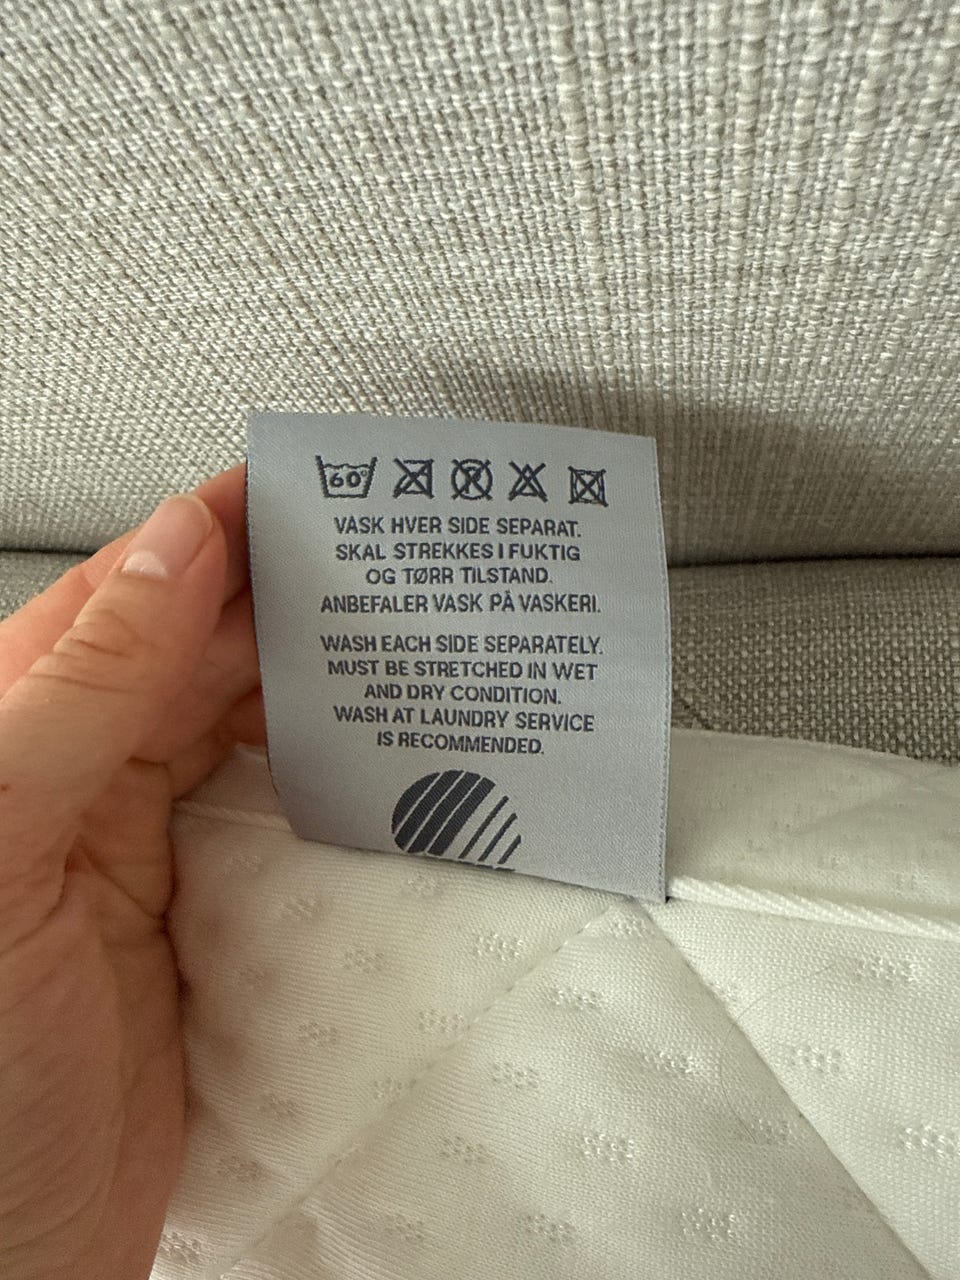 60°
VASK HVER SIDE SEPARAT.
SKAL STREKKES I FUKTIG
OG TØRR TILSTAND.
ANBEFALER VASK PÅ VASKERI.
WASH EACH SIDE SEPARATELY.
MUST BE STRETCHED IN WET
AND DRY CONDITION.
WASH AT LAUNDRY SERVICE
IS RECOMMENDED.